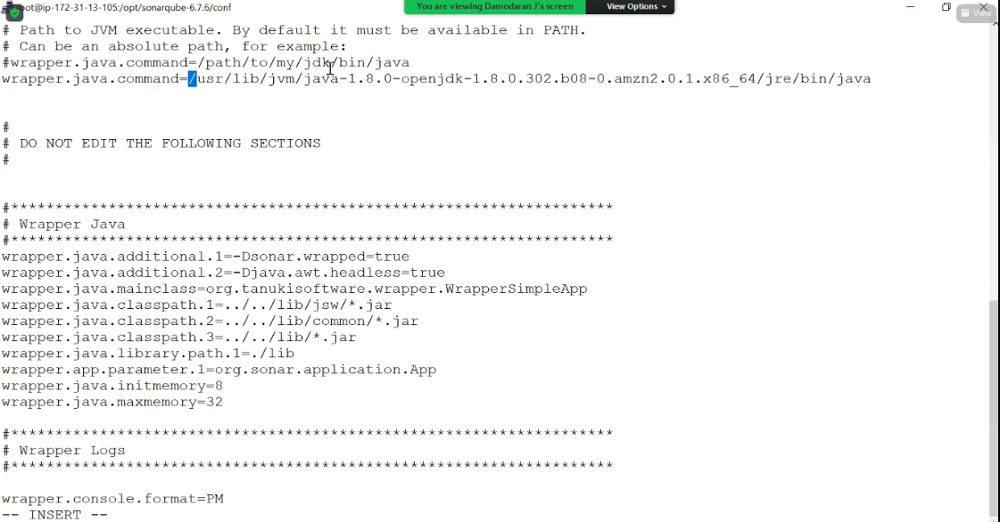 root@ip-172-31-13-105:/opt/sonarqube-6.7.6/conf
You are viewing Damodaran J's screen
View Options
View
# Path to JVM executable. By default it must be available in PATH.
# Can be an absolute path, for example:
#wrapper.java.command=/path/to/my/jdk/bin/java
wrapper.java.command=/usr/lib/jvm/java-1.8.0-openjdk-1.8.0.302.b08-0.amzn2.0.1.x86_64/jre/bin/java
#
# DO NOT EDIT THE FOLLOWING SECTIONS
#
#********************************************************************
# Wrapper Java
#********************************************************************
wrapper.java.additional.1=-Dsonar.wrapped=true
wrapper.java.additional.2=-Djava.awt.headless=true
wrapper.java.mainclass=org.tanukisoftware.wrapper.WrapperSimpleApp
wrapper.java.classpath.1=../../lib/jsw/*.jar
wrapper.java.classpath.2=../../lib/common/*.jar
wrapper.java.classpath.3=../../lib/*.jar
wrapper.java.library.path.1=./lib
wrapper.app.parameter.1=org.sonar.application.App
wrapper.java.initmemory=8
wrapper.java.maxmemory=32
#********************************************************************
# Wrapper Logs
#********************************************************************
wrapper.console.format=PM
-- INSERT --